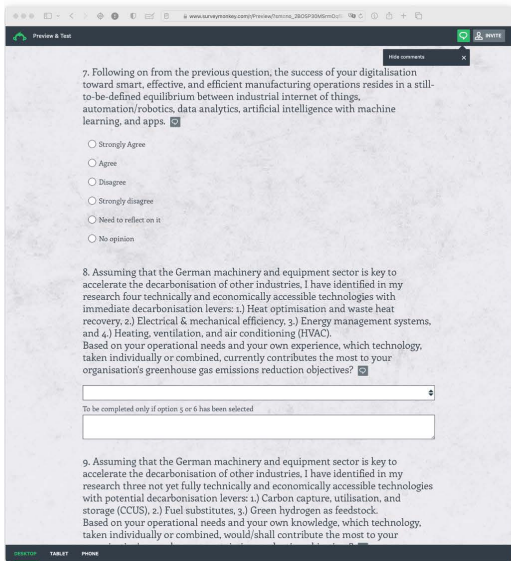 www.surveymonkey.com/r/Preview/?sm=no_2BOSP30M9rmDqi
Preview & Test
INVITE
Hide comments
7. Following on from the previous question, the success of your digitalisation
toward smart, effective, and efficient manufacturing operations resides in a still-
to-be-defined equilibrium between industrial internet of things,
automation/robotics, data analytics, artificial intelligence with machine
learning, and apps.
Strongly Agree
Agree
Disagree
Strongly disagree
Need to reflect on it
No opinion
8. Assuming that the German machinery and equipment sector is key to
accelerate the decarbonisation of other industries, I have identified in my
research four technically and economically accessible technologies with
immediate decarbonisation levers: 1.) Heat optimisation and waste heat
recovery, 2.) Electrical & mechanical efficiency, 3.) Energy management systems,
and 4.) Heating, ventilation, and air conditioning (HVAC).
Based on your operational needs and your own experience, which technology,
taken individually or combined, currently contributes the most to your
organisation's greenhouse gas emissions reduction objectives?
To be completed only if option 5 or 6 has been selected
9. Assuming that the German machinery and equipment sector is key to
accelerate the decarbonisation of other industries, I have identified in my
research three not yet fully technically and economically accessible technologies
with potential decarbonisation levers: 1.) Carbon capture, utilisation, and
storage (CCUS), 2.) Fuel substitutes, 3.) Green hydrogen as feedstock.
Based on your operational needs and your own knowledge, which technology,
taken individually or combined, would/shall contribute the most to your
DESKTOP TABLET PHONE